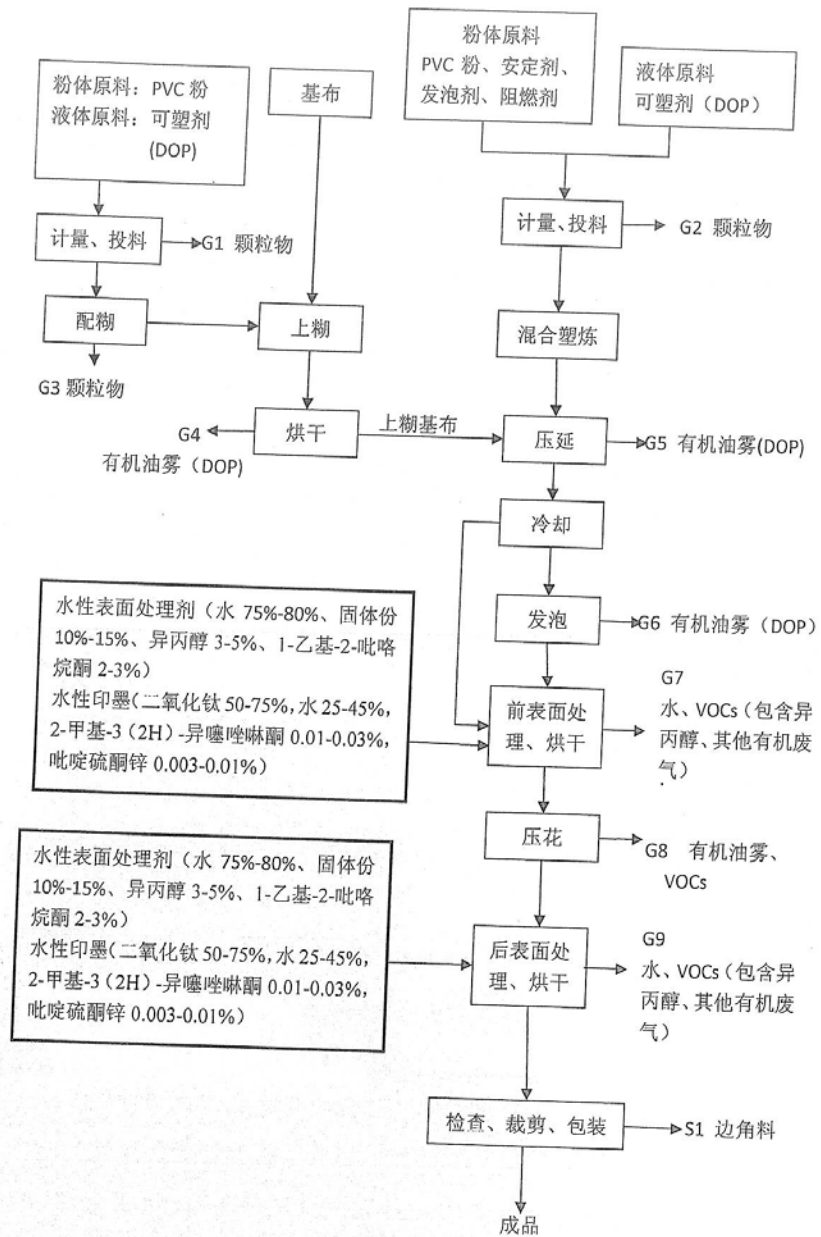 粉体原料
PVC 粉、安定剂、
发泡剂、阻燃剂
液体原料
可塑剂（DOP）
粉体原料：PVC 粉
液体原料：可塑剂
(DOP)
基布
计量、投料
G1 颗粒物
计量、投料
G2 颗粒物
配糊
上糊
混合塑炼
G3 颗粒物
G4
有机油雾（DOP）
烘干
上糊基布
压延
G5 有机油雾(DOP)
冷却
发泡
G6 有机油雾（DOP）
水性表面处理剂（水 75%-80%、固体份
10%-15%、异丙醇 3-5%、1-乙基-2-吡咯
烷酮 2-3%）
水性印墨（二氧化钛 50-75%，水 25-45%，
2-甲基-3（2H）-异噻唑啉酮 0.01-0.03%，
吡啶硫酮锌 0.003-0.01%）
前表面处
理、烘干
G7
水、VOCs（包含异
丙醇、其他有机废
气）
压花
G8 有机油雾、
VOCs
水性表面处理剂（水 75%-80%、固体份
10%-15%、异丙醇 3-5%、1-乙基-2-吡咯
烷酮 2-3%）
水性印墨（二氧化钛 50-75%，水 25-45%，
2-甲基-3（2H）-异噻唑啉酮 0.01-0.03%，
吡啶硫酮锌 0.003-0.01%）
后表面处
理、烘干
G9
水、VOCs（包含异
丙醇、其他有机废
气）
检查、裁剪、包装
S1 边角料
成品